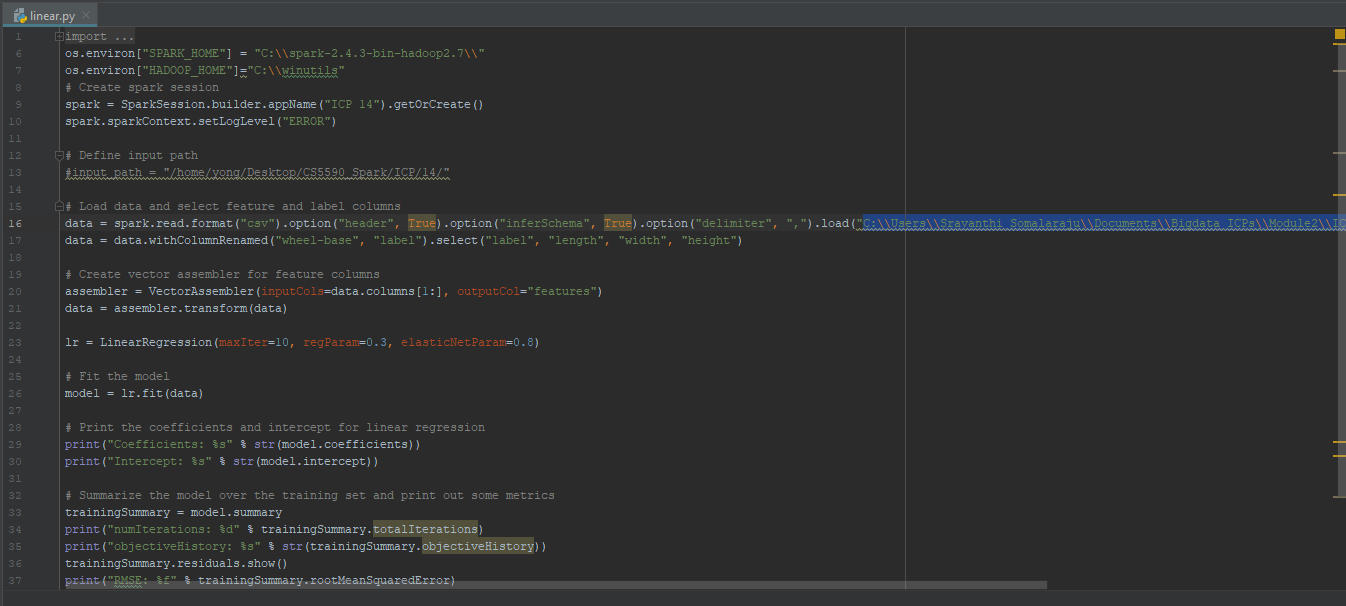 linear.py
1 import ...
6 os.environ["SPARK_HOME"] = "C:\\spark-2.4.3-bin-hadoop2.7\\"
7 os.environ["HADOOP_HOME"]="C:\\winutils"
8 # Create spark session
9 spark = SparkSession.builder.appName("ICP 14").getOrCreate()
10 spark.sparkContext.setLogLevel("ERROR")
11
12 # Define input path
13 #input_path = "/home/yong/Desktop/CS5590_Spark/ICP/14/"
14
15 # Load data and select feature and label columns
16 data = spark.read.format("csv").option("header", True).option("inferSchema", True).option("delimiter", ",").load("C:\\Users\\Sravanthi Somalaraju\\Documents\\Bigdata ICPs\\Module2\\IC
17 data = data.withColumnRenamed("wheel-base", "label").select("label", "length", "width", "height")
18
19 # Create vector assembler for feature columns
20 assembler = VectorAssembler(inputCols=data.columns[1:], outputCol="features")
21 data = assembler.transform(data)
22
23 lr = LinearRegression(maxIter=10, regParam=0.3, elasticNetParam=0.8)
24
25 # Fit the model
26 model = lr.fit(data)
27
28 # Print the coefficients and intercept for linear regression
29 print("Coefficients: %s" % str(model.coefficients))
30 print("Intercept: %s" % str(model.intercept))
31
32 # Summarize the model over the training set and print out some metrics
33 trainingSummary = model.summary
34 print("numIterations: %d" % trainingSummary.totalIterations)
35 print("objectiveHistory: %s" % str(trainingSummary.objectiveHistory))
36 trainingSummary.residuals.show()
37 print("RMSE: %f" % trainingSummary.rootMeanSquaredError)